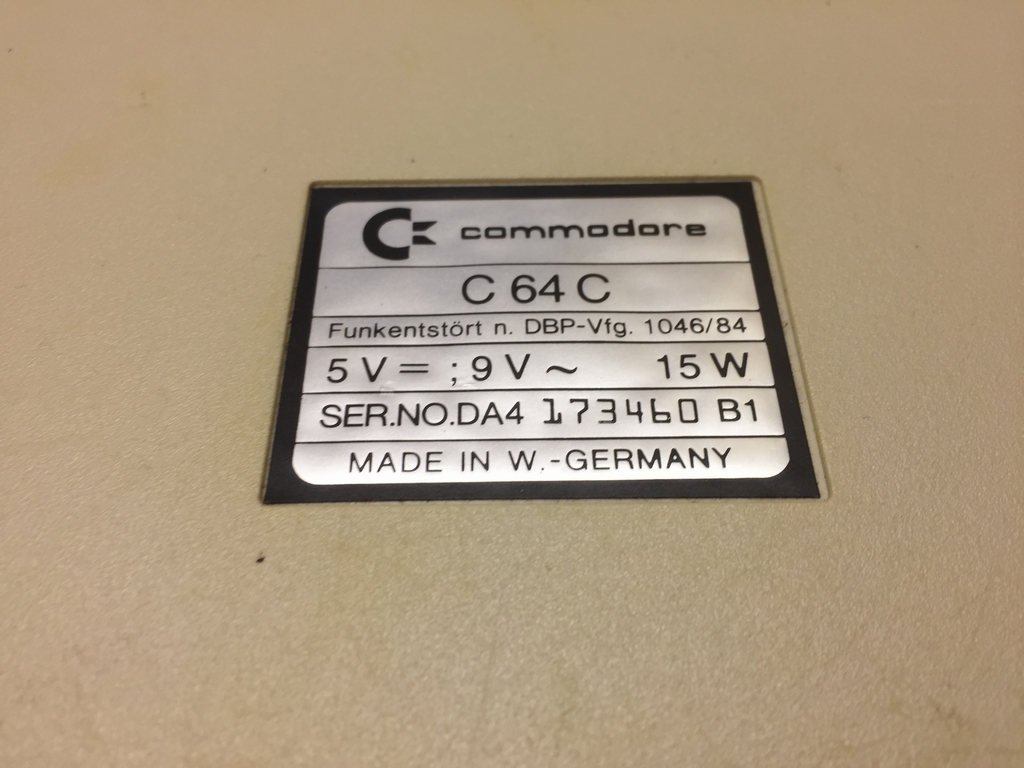 commodore
C 64 C
Funkentstört n. DBP-Vfg. 1046/84
5 V = ; 9 V ~ 15 W
SER.NO.DA4 173460 B1
MADE IN W.-GERMANY